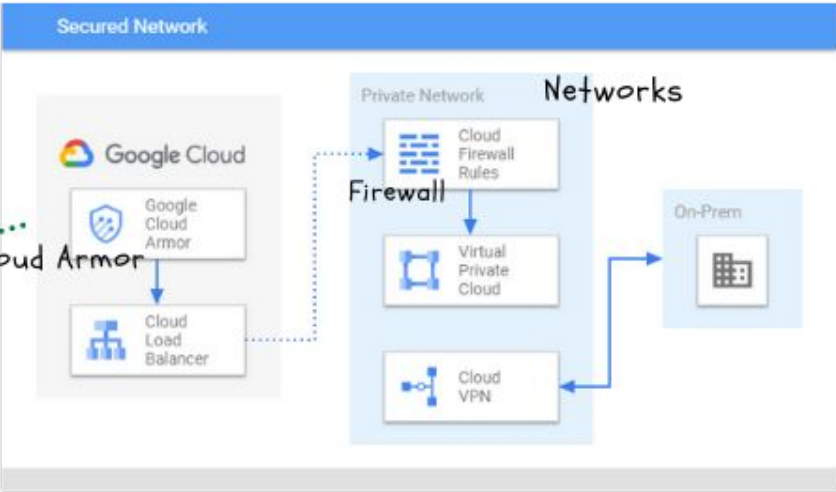 Secured Network
Private Network
Networks
Google Cloud
Cloud
Firewall
Rules
Firewall
Google
Cloud
Armor
oud Armor
Cloud
Load
Balancer
Virtual
Private
Cloud
Cloud
VPN
On-Prem